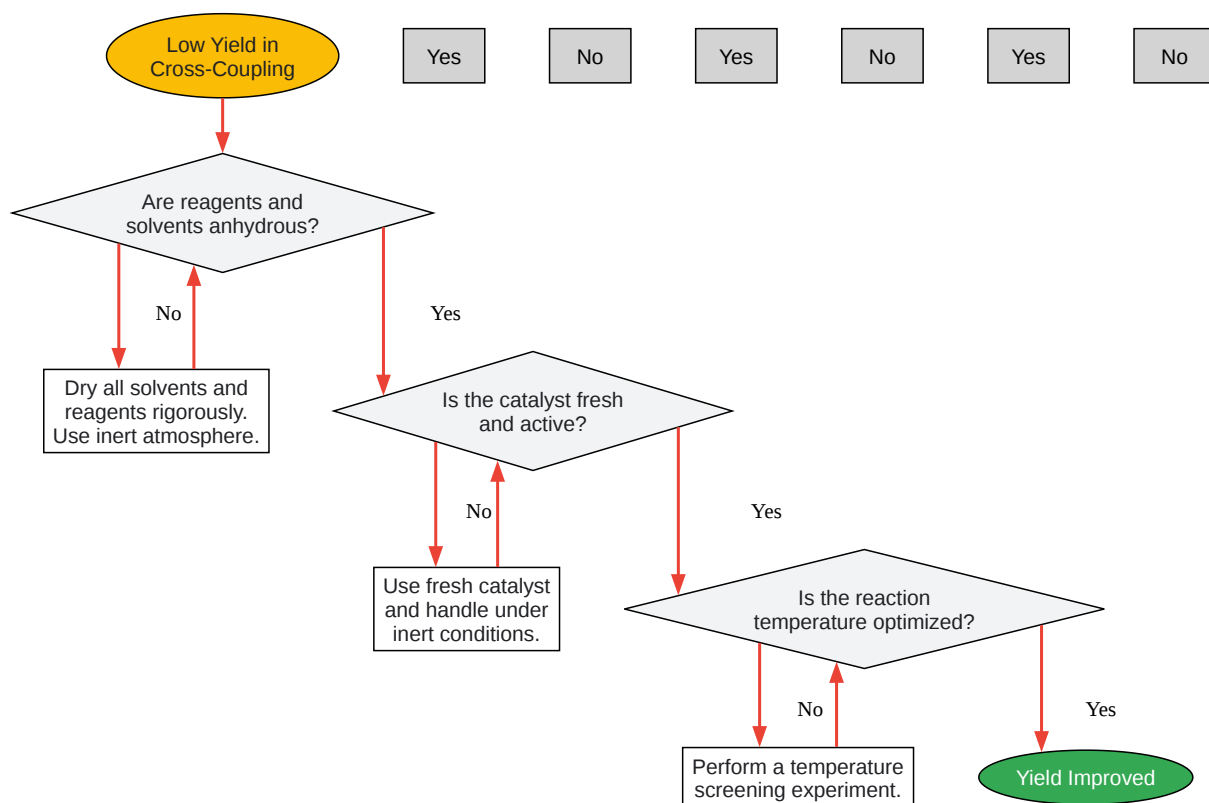 Low Yield in
Cross-Coupling
Yes
No
Yes
No
Yes
No
Are reagents and
solvents anhydrous?
No
Yes
Dry all solvents and
reagents rigorously.
Use inert atmosphere.
Is the catalyst fresh
and active?
No
Yes
Use fresh catalyst
and handle under
inert conditions.
Is the reaction
temperature optimized?
No
Yes
Perform a temperature
screening experiment.
Yield Improved